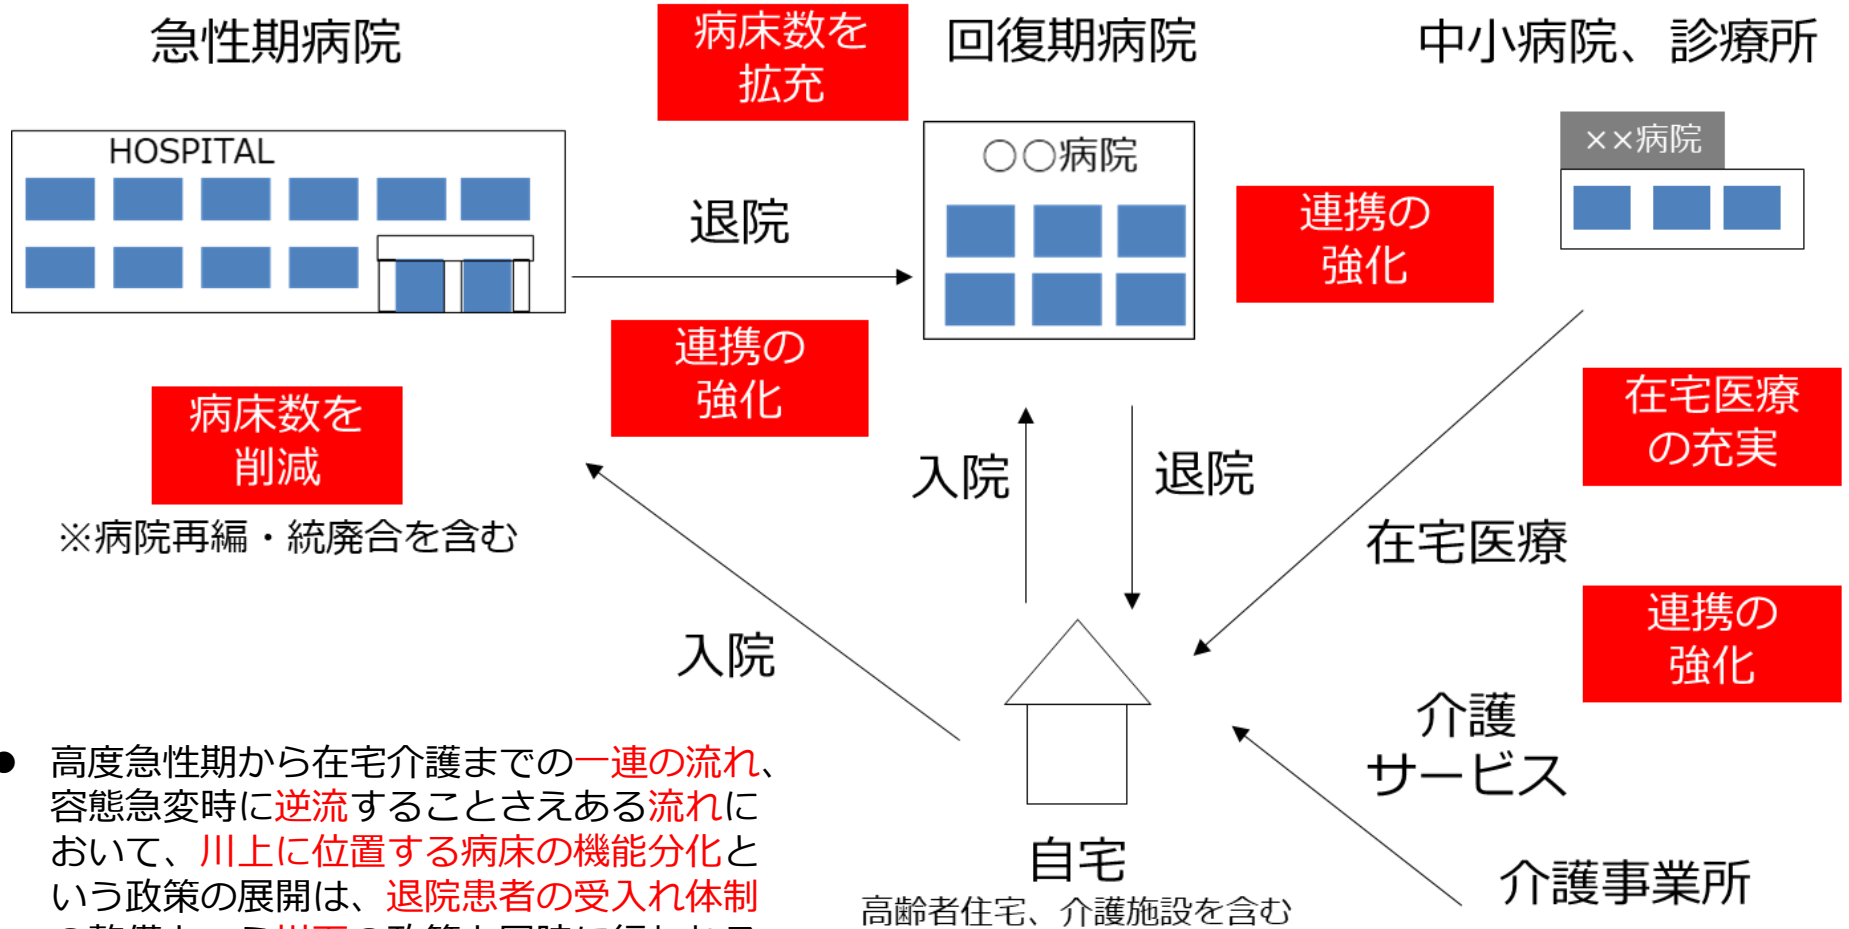 急性期病院
病床数を
拡充
回復期病院
中小病院、診療所
HOSPITAL
○○病院
××病院
退院
連携の
強化
連携の
強化
病床数を
削減
※病院再編・統廃合を含む
入院
退院
在宅医療
の充実
在宅医療
連携の
強化
入院
介護
サービス
● 高度急性期から在宅介護までの一連の流れ、
容態急変時に逆流することさえある流れに
おいて、川上に位置する病床の機能分化と
いう政策の展開は、退院患者の受入れ体制
自宅
高齢者住宅、介護施設を含む
介護事業所